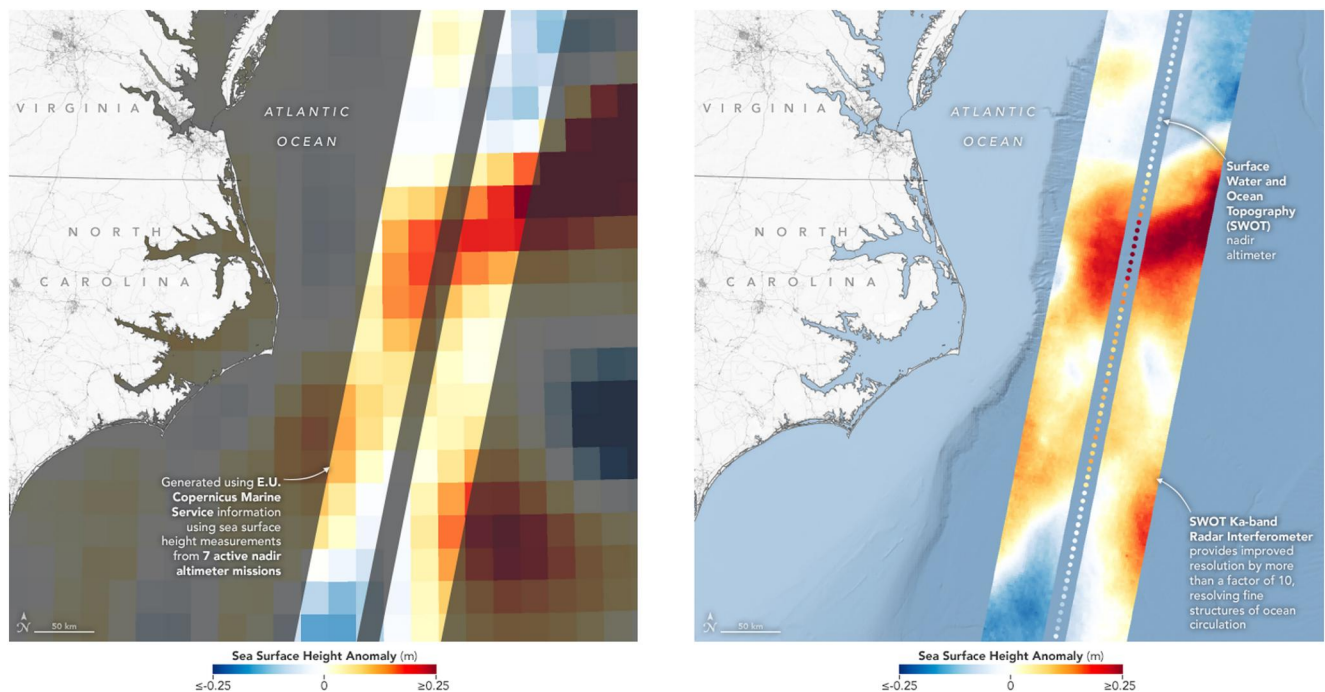 VIRGINIA
ATLANTIC
OCEAN
NORTH
CAROLINA
Generated using E.U.
Copernicus Marine
Service information
using sea surface
height measurements
from 7 active nadir
altimeter missions
N
50 km
Sea Surface Height Anomaly (m)
≤-0.25 0 ≥0.25
VIRGINIA
ATLANTIC
OCEAN
Surface
Water and
Ocean
Topography
(SWOT)
nadir
altimeter
NORTH
CAROLINA
SWOT Ka-band
Radar Interferometer
provides improved
resolution by more
than a factor of 10,
resolving fine
structures of ocean
circulation
N
50 km
Sea Surface Height Anomaly (m)
≤-0.25 0 ≥0.25